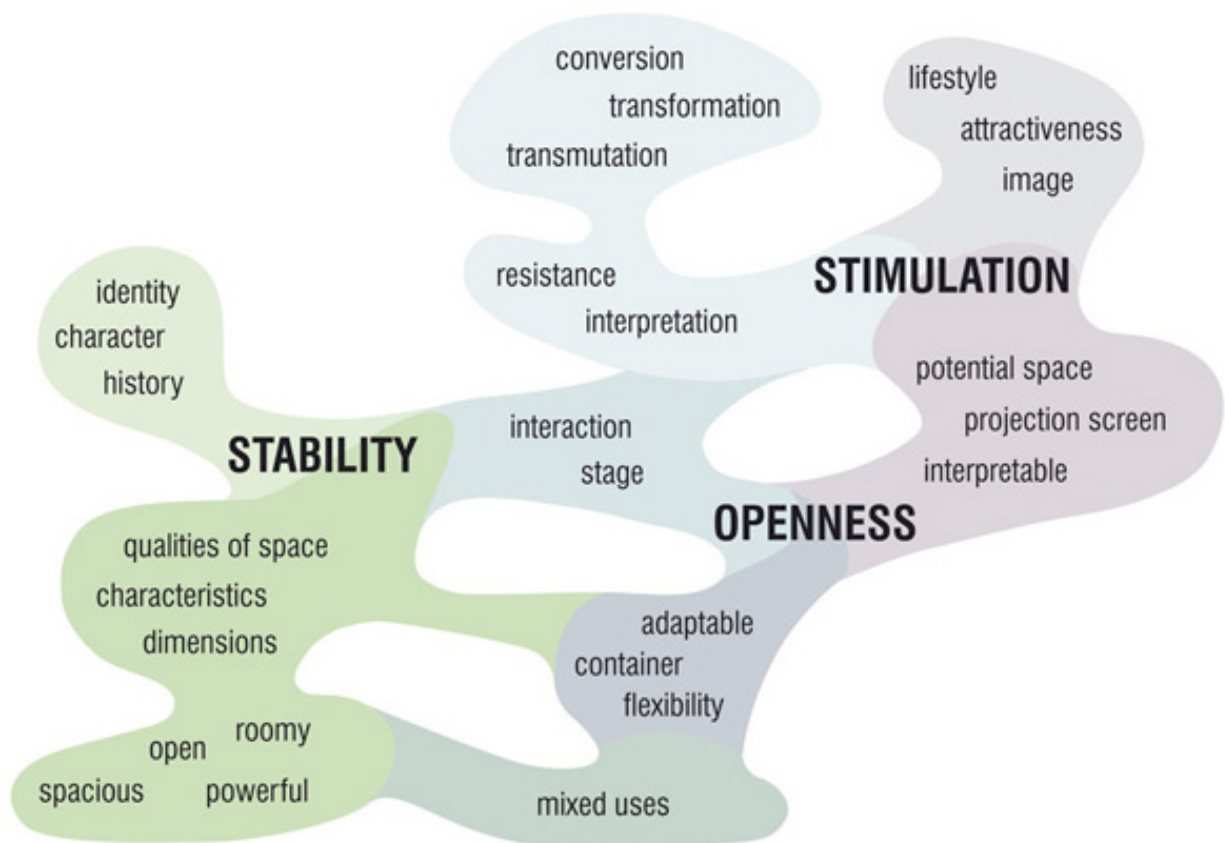 conversion
transformation
transmutation
lifestyle
attractiveness
image
resistance
interpretation
STIMULATION
identity
character
history
potential space
projection screen
interpretable
interaction
stage
STABILITY
OPENNESS
qualities of space
characteristics
dimensions
adaptable
container
flexibility
roomy
open
spacious
powerful
mixed uses